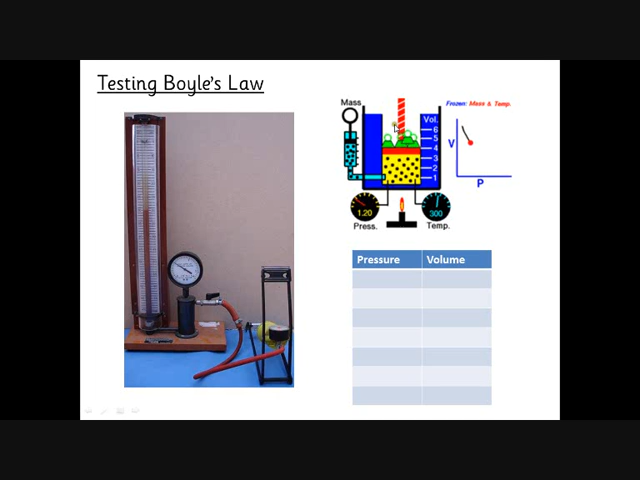 Testing Boyle's Law
Mass
Frozen: Mass & Temp.
Vol.
6
5
4
3
2
1
V
P
1.20
300
Press.
Temp.
Pressure Volume